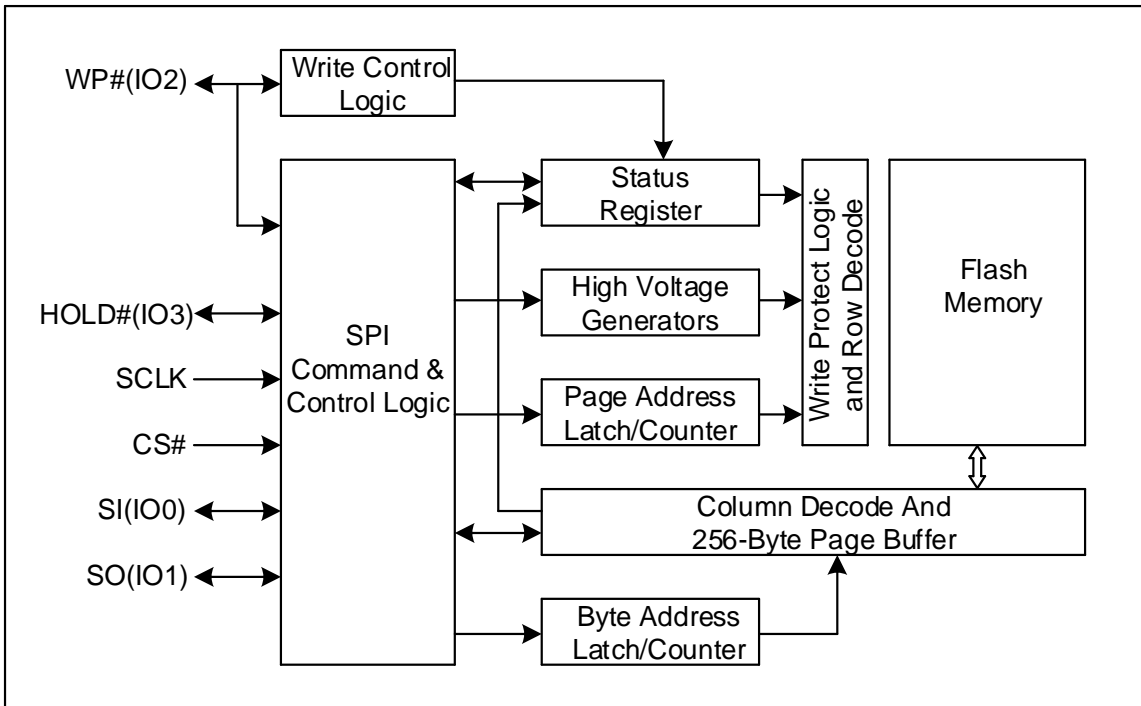 WP#(IO2)
Write Control
Logic
HOLD#(IO3)
SCLK
CS#
SI(IO0)
SO(IO1)
SPI
Command &
Control Logic
Status
Register
High Voltage
Generators
Page Address
Latch/Counter
Write Protect Logic
and Row Decode
Flash
Memory
Column Decode And
256-Byte Page Buffer
Byte Address
Latch/Counter